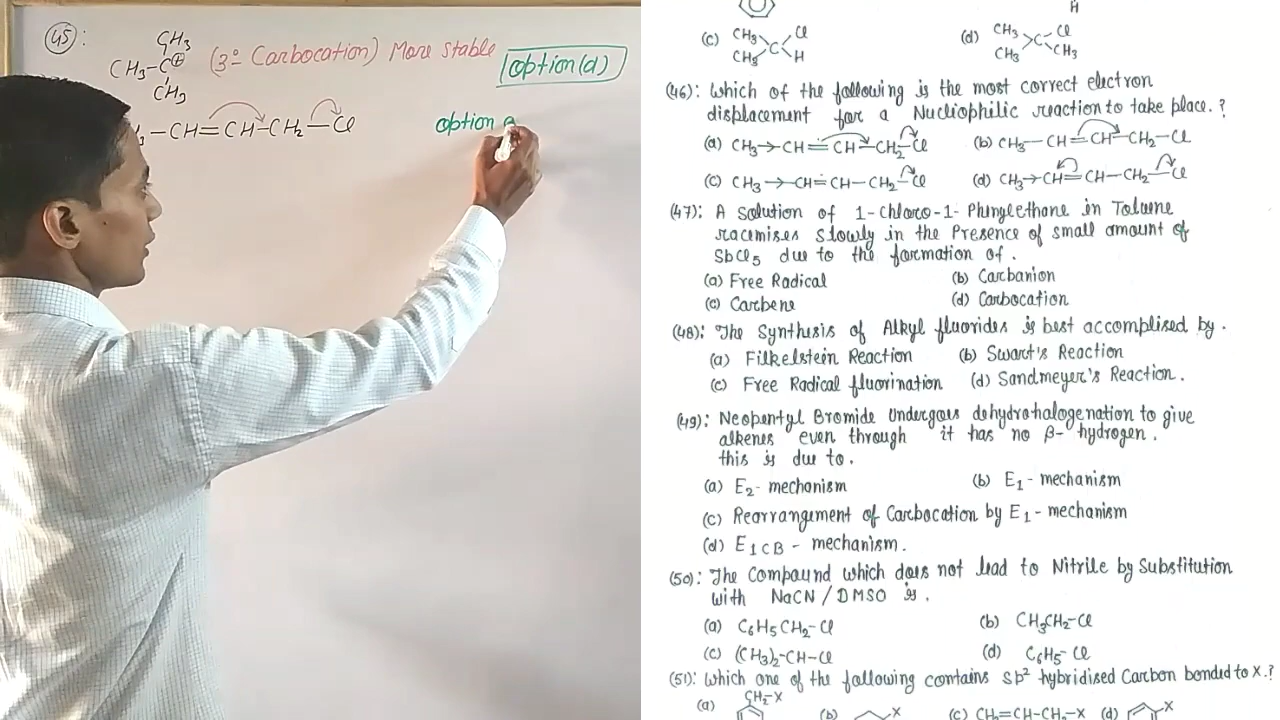 45:
CH3
CH3-C⊕ (3° Carbocation) More stable option (d)
CH3
-CH=CH-CH2-Cl option
(c) CH3 Cl (d) CH3 Cl
C C
CH3 H CH3 CH3
H
(46): Which of the following is the most correct electron
displacement for a Nucliophilic reaction to take place.?
(a) CH3→CH=CH-CH2-Cl (b) CH3-CH=CH-CH2-Cl
(c) CH3→CH=CH-CH2-Cl (d) CH3→CH=CH-CH2-Cl
(47): A Solution of 1-Chloro-1-Phenylethane in Toluene
racemises slowly in the Presence of small amount of
SbCl5 due to the formation of.
(a) Free Radical (b) Carbanion
(c) Carbene (d) Carbocation
(48): The Synthesis of Alkyl fluorides is best accomplised by.
(a) Filkelstein Reaction (b) Swart's Reaction
(c) Free Radical fluorination (d) Sandmeyer's Reaction.
(49): Neopentyl Bromide Undergoes dehydrohalogenation to give
alkenes even through it has no β-hydrogen.
this is due to.
(a) E2- mechonism (b) E1- mechanism
(c) Rearrangement of Carbocation by E1- mechanism
(d) E1CB - mechanism.
(50): The Compound which does not lead to Nitrile by Substitution
with NaCN / DMSO is.
(a) C6H5CH2-Cl (b) CH3CH2-Cl
(c) (CH3)2-CH-Cl (d) C6H5-Cl
(51): Which one of the following contains sp2 hybridised Carbon bonded to X.?
(a) CH2-X (b) X (c) CH2=CH-CH2-X (d) X